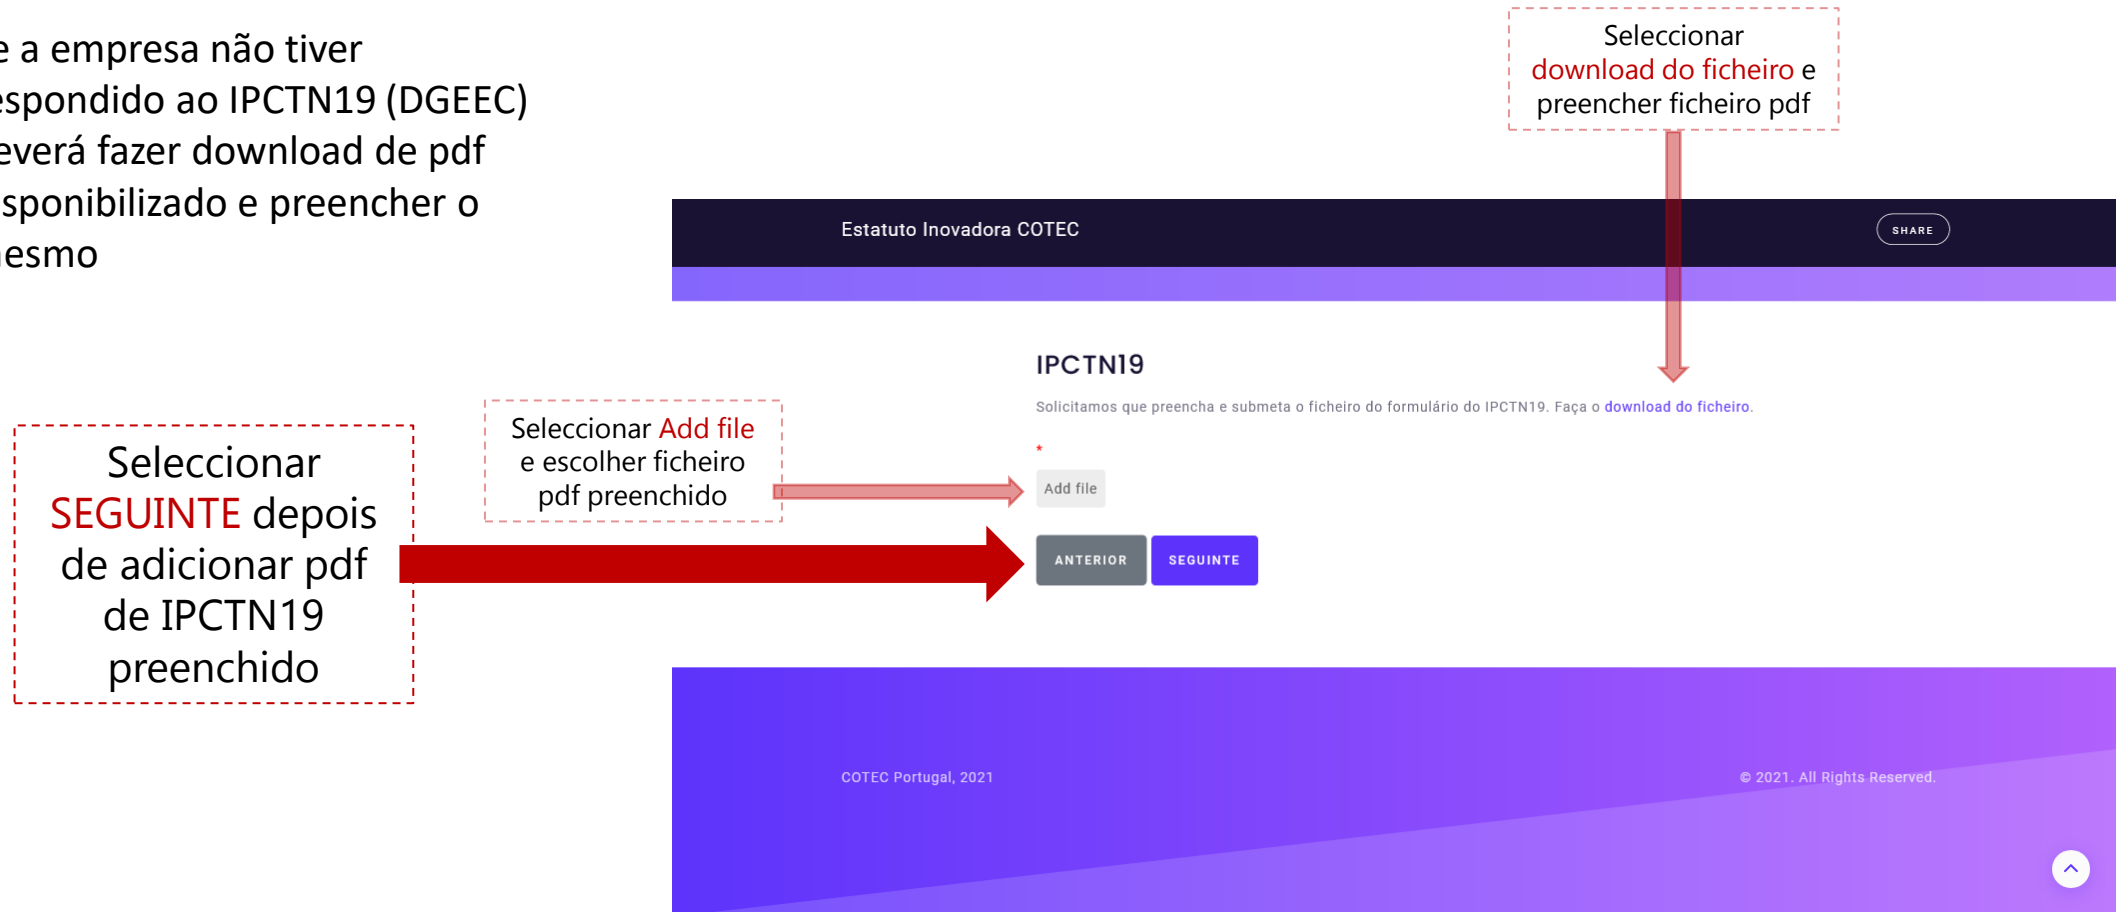 e a empresa não tiver
espondido ao IPCTN19 (DGEEC)
everá fazer download de pdf
sponibilizado e preencher o
esmo
Seleccionar
download do ficheiro e
preencher ficheiro pdf
Estatuto Inovadora COTEC
SHARE
IPCTN19
Solicitamos que preencha e submeta o ficheiro do formulário do IPCTN19. Faça o download do ficheiro.
*
Seleccionar Add file
e escolher ficheiro
pdf preenchido
Add file
Seleccionar
SEGUINTE depois
de adicionar pdf
de IPCTN19
preenchido
ANTERIOR
SEGUINTE
COTEC Portugal, 2021
© 2021. All Rights Reserved.